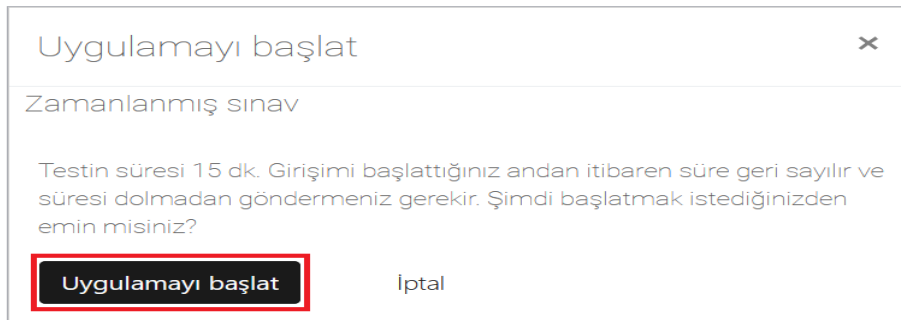 Uygulamayı başlat ×
Zamanlanmış sınav
Testin süresi 15 dk. Girişimi başlattığınız andan itibaren süre geri sayılır ve
süresi dolmadan göndermeniz gerekir. Şimdi başlatmak istediğinizden
emin misiniz?
Uygulamayı başlat İptal